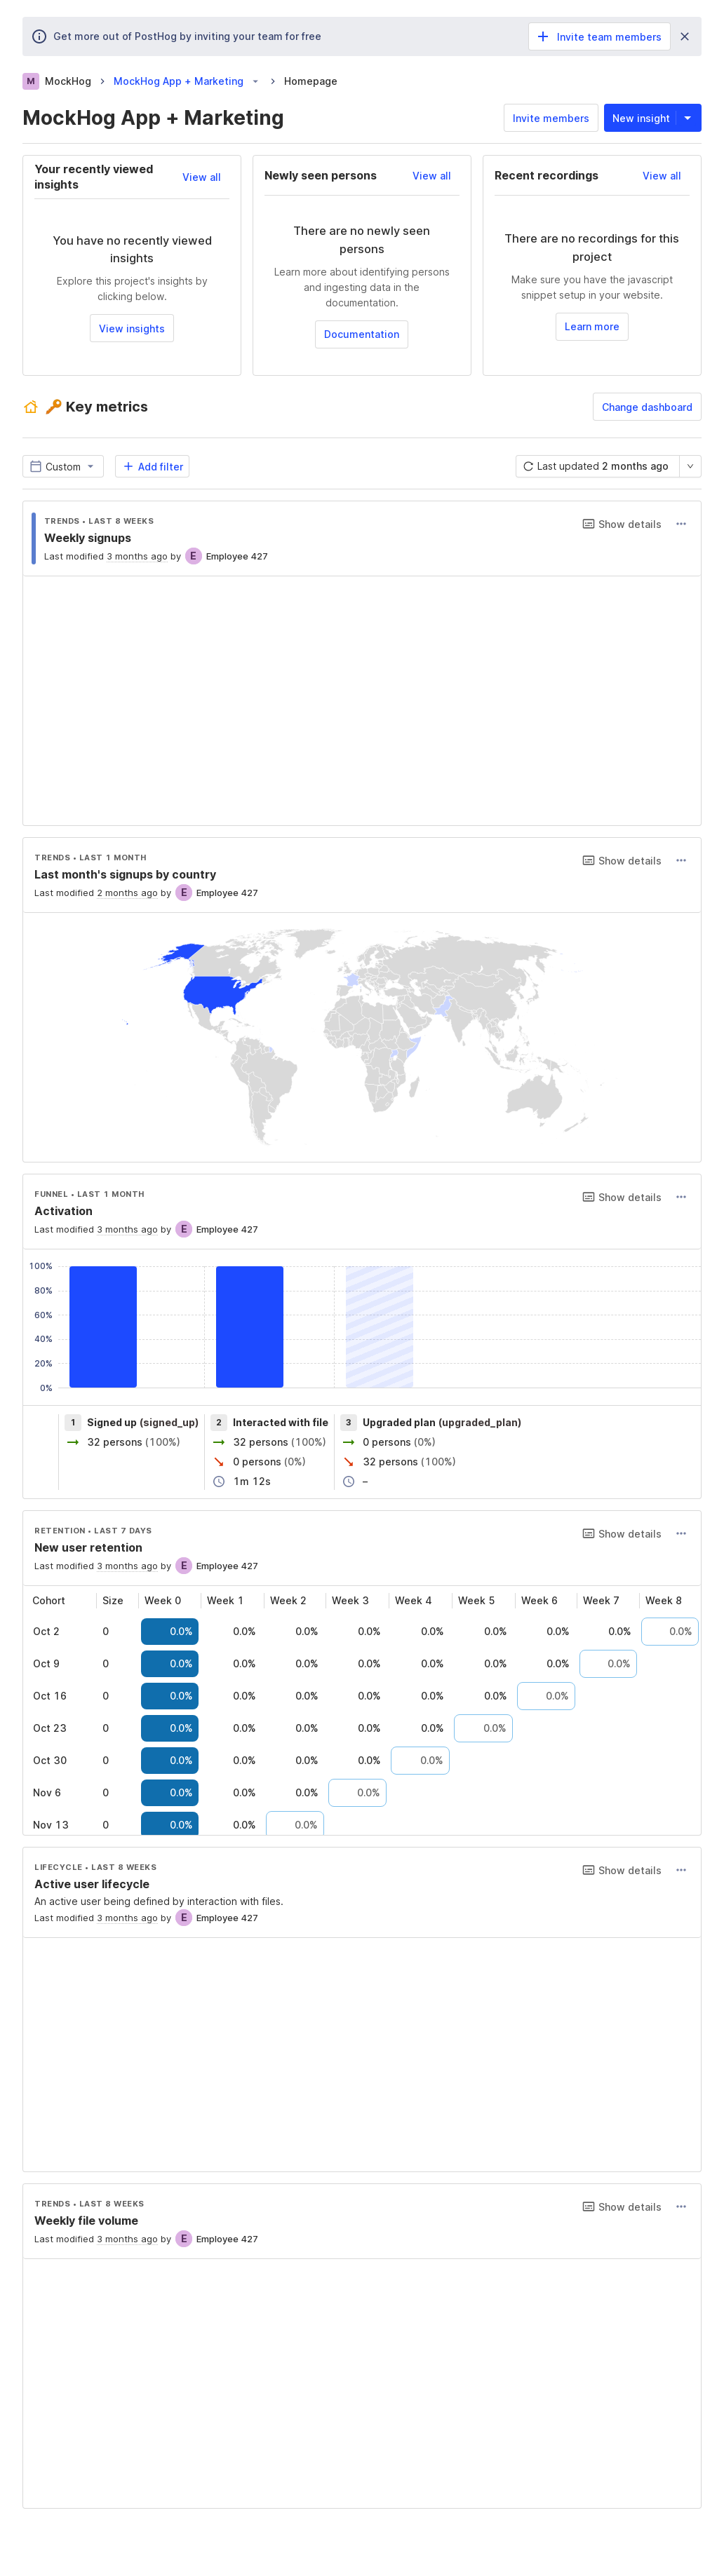 Get more out of PostHog by inviting your team for free
Invite team members
M MockHog > MockHog App + Marketing > Homepage
MockHog App + Marketing
Invite members
New insight
Your recently viewed
insights
View all
You have no recently viewed
insights
Explore this project's insights by
clicking below.
View insights
Newly seen persons
View all
There are no newly seen
persons
Learn more about identifying persons
and ingesting data in the
documentation.
Documentation
Recent recordings
View all
There are no recordings for this
project
Make sure you have the javascript
snippet setup in your website.
Learn more
🔑 Key metrics
Change dashboard
Custom
Add filter
Last updated 2 months ago
TRENDS • LAST 8 WEEKS
Show details
Weekly signups
Last modified 3 months ago by E Employee 427
TRENDS • LAST 1 MONTH
Show details
Last month's signups by country
Last modified 2 months ago by E Employee 427
FUNNEL • LAST 1 MONTH
Show details
Activation
Last modified 3 months ago by E Employee 427
100%
80%
60%
40%
20%
0%
1 Signed up (signed_up)
32 persons (100%)
2 Interacted with file
32 persons (100%)
0 persons (0%)
1m 12s
3 Upgraded plan (upgraded_plan)
0 persons (0%)
32 persons (100%)
–
RETENTION • LAST 7 DAYS
Show details
New user retention
Last modified 3 months ago by E Employee 427
Cohort Size Week 0 Week 1 Week 2 Week 3 Week 4 Week 5 Week 6 Week 7 Week 8
Oct 2 0 0.0% 0.0% 0.0% 0.0% 0.0% 0.0% 0.0% 0.0% 0.0%
Oct 9 0 0.0% 0.0% 0.0% 0.0% 0.0% 0.0% 0.0% 0.0%
Oct 16 0 0.0% 0.0% 0.0% 0.0% 0.0% 0.0% 0.0%
Oct 23 0 0.0% 0.0% 0.0% 0.0% 0.0% 0.0%
Oct 30 0 0.0% 0.0% 0.0% 0.0% 0.0%
Nov 6 0 0.0% 0.0% 0.0% 0.0%
Nov 13 0 0.0% 0.0% 0.0%
LIFECYCLE • LAST 8 WEEKS
Show details
Active user lifecycle
An active user being defined by interaction with files.
Last modified 3 months ago by E Employee 427
TRENDS • LAST 8 WEEKS
Show details
Weekly file volume
Last modified 3 months ago by E Employee 427